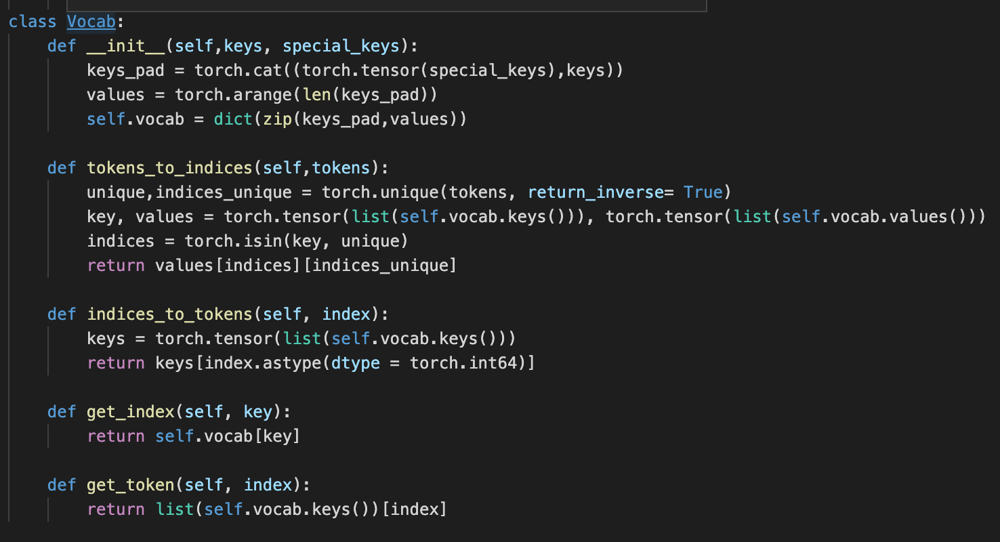 class Vocab:
    def __init__(self,keys, special_keys):
        keys_pad = torch.cat((torch.tensor(special_keys),keys))
        values = torch.arange(len(keys_pad))
        self.vocab = dict(zip(keys_pad,values))

    def tokens_to_indices(self,tokens):
        unique,indices_unique = torch.unique(tokens, return_inverse= True)
        key, values = torch.tensor(list(self.vocab.keys())), torch.tensor(list(self.vocab.values()))
        indices = torch.isin(key, unique)
        return values[indices][indices_unique]

    def indices_to_tokens(self, index):
        keys = torch.tensor(list(self.vocab.keys()))
        return keys[index.astype(dtype = torch.int64)]

    def get_index(self, key):
        return self.vocab[key]

    def get_token(self, index):
        return list(self.vocab.keys())[index]